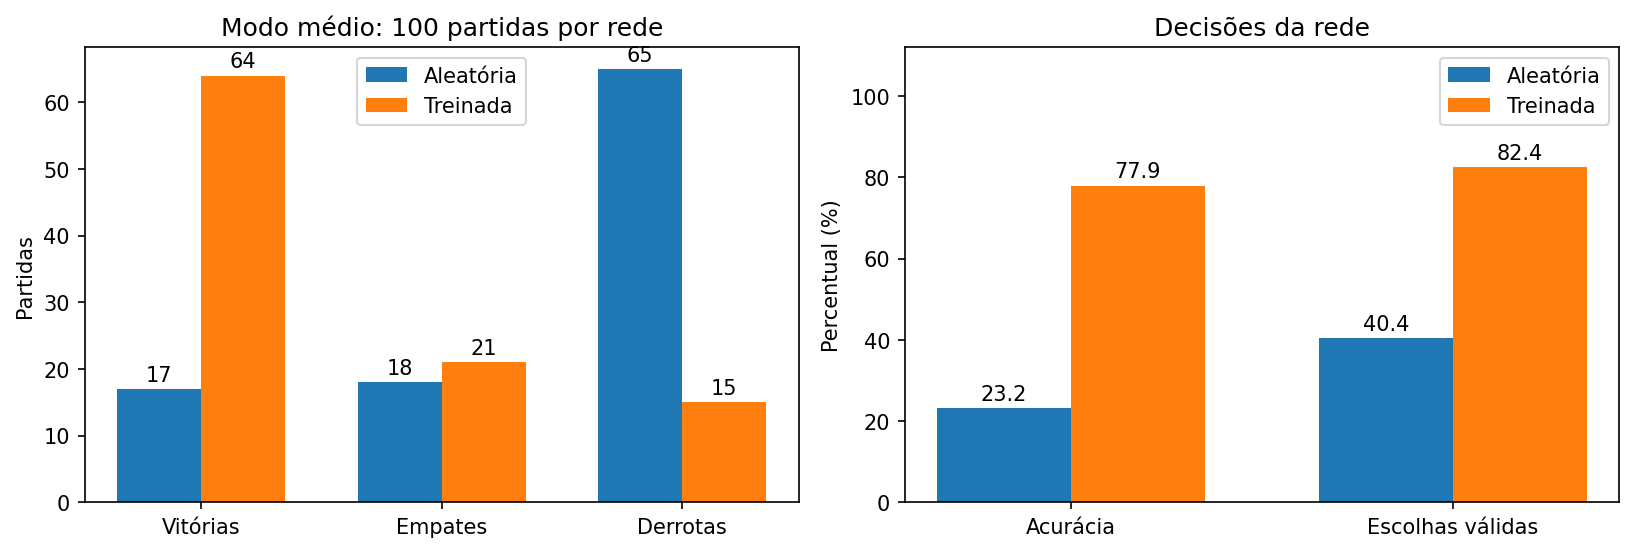 Modo médio: 100 partidas por rede
Partidas
60
50
40
30
20
10
0
17
64
18
21
65
15
Aleatória
Treinada
Vitórias
Empates
Derrotas
Decisões da rede
Percentual (%)
100
80
60
40
20
0
23.2
77.9
40.4
82.4
Aleatória
Treinada
Acurácia
Escolhas válidas